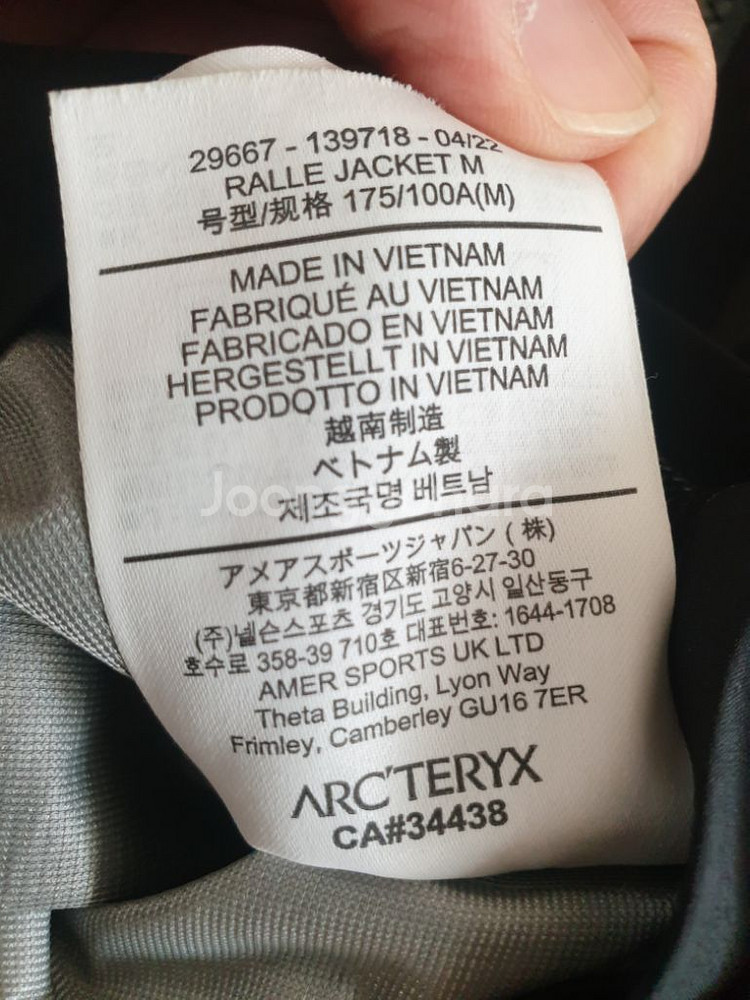 29667 - 139718 - 04/22
RALLE JACKET M
号型/规格 175/100A(M)
MADE IN VIETNAM
FABRIQUÉ AU VIETNAM
FABRICADO EN VIETNAM
HERGESTELLT IN VIETNAM
PRODOTTO IN VIETNAM
越南制造
ベトナム製
제조국명 베트남
アメアスポーツジャパン (株)
東京都新宿区新宿6-27-30
(주)넬슨스포츠 경기도 고양시 일산동구
호수로 358-39 710호 대표번호: 1644-1708
AMER SPORTS UK LTD
Theta Building, Lyon Way
Frimley, Camberley GU16 7ER
ARC'TERYX
CA#34438